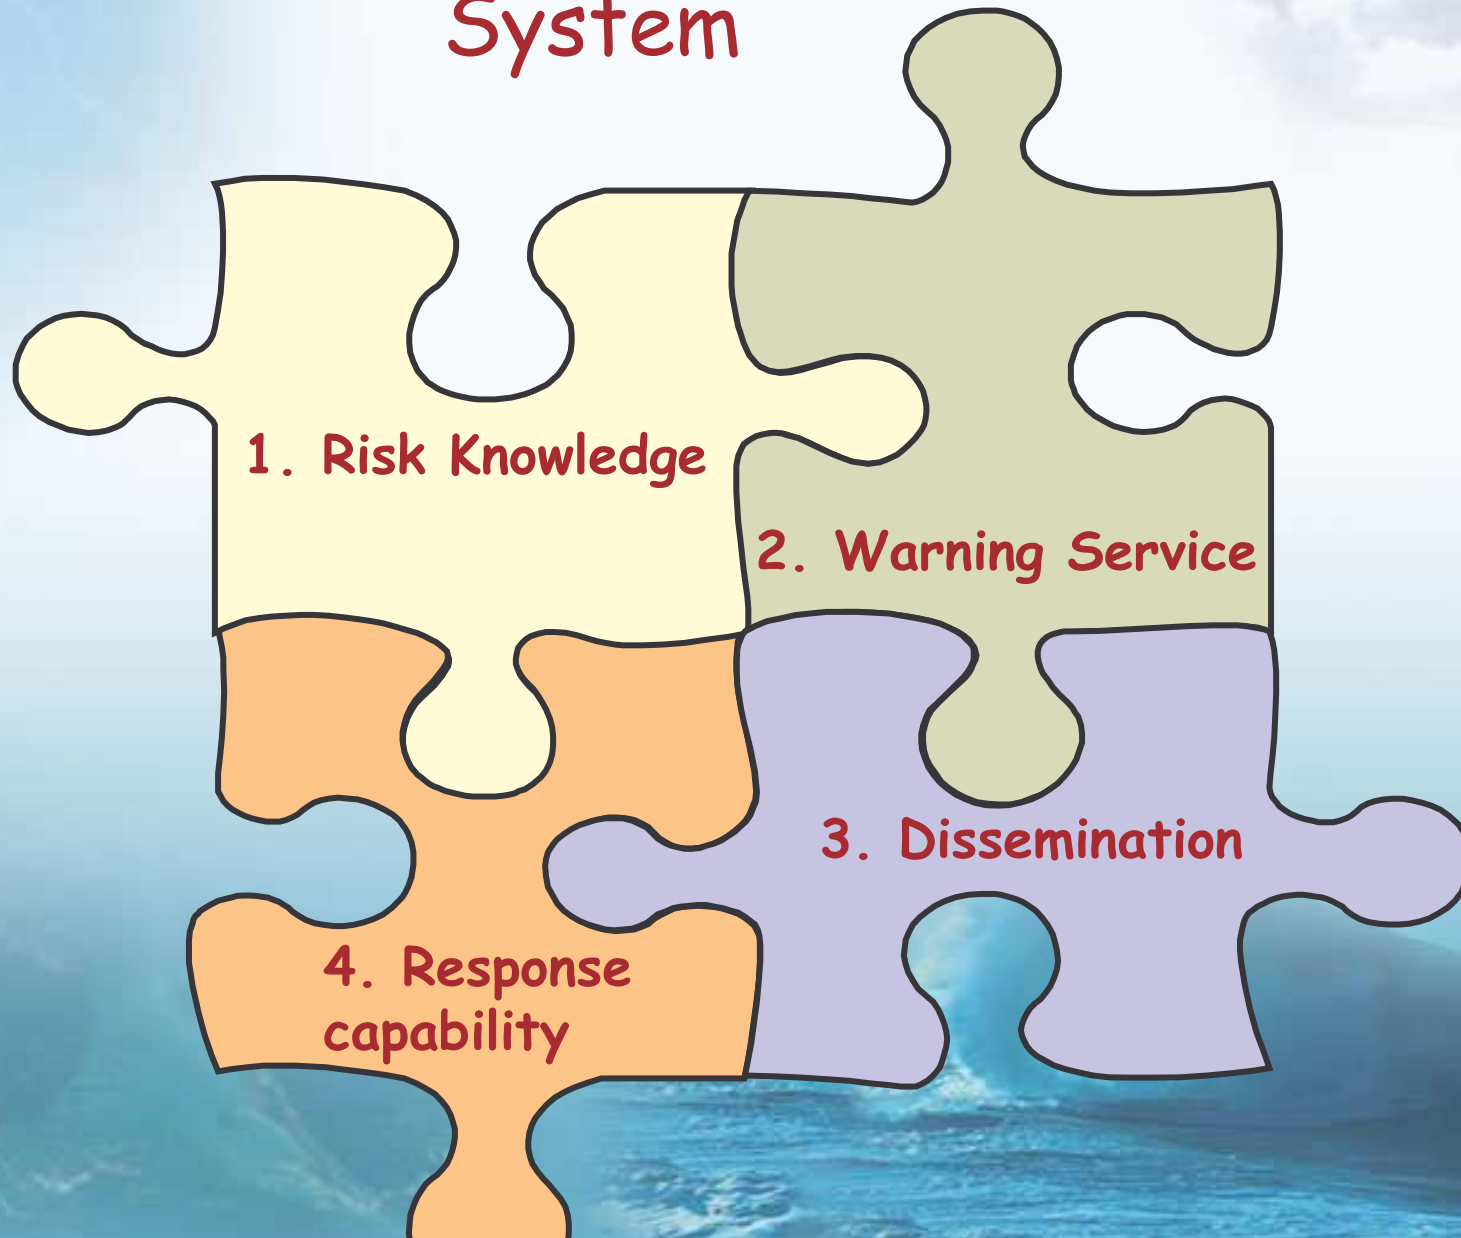 System
1. Risk Knowledge
2. Warning Service
3. Dissemination
4. Response
capability